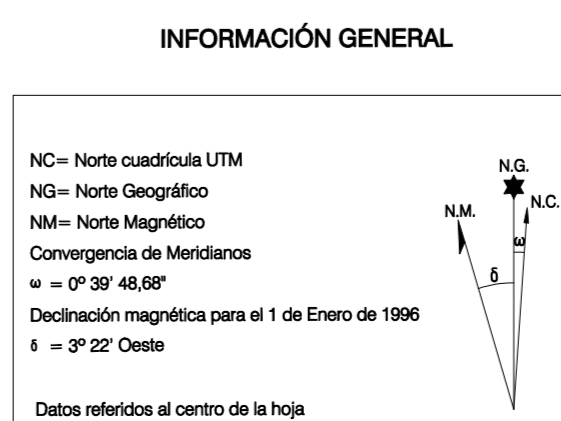 INFORMACIÓN GENERAL
NC= Norte cuadrícula UTM
NG= Norte Geográfico
NM= Norte Magnético
Convergencia de Meridianos
ω = 0º 39' 48,68"
Declinación magnética para el 1 de Enero de 1996
δ = 3º 22' Oeste
Datos referidos al centro de la hoja
N.G.
N.M.
N.C.
ω
δ